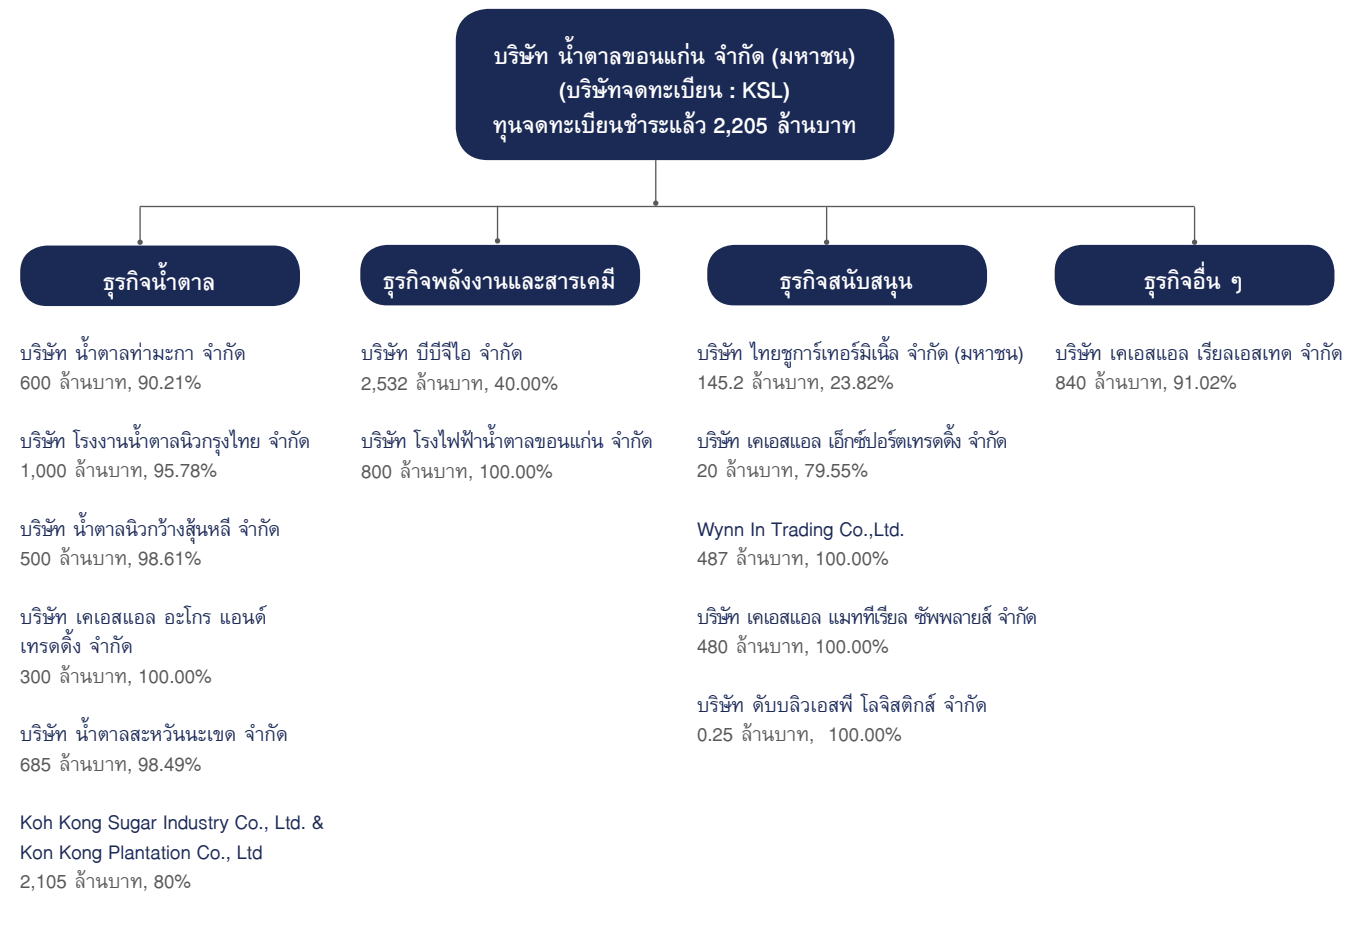 บริษัท น้ำตาลขอนแก่น จำกัด (มหาชน)
(บริษัทจดทะเบียน : KSL)
ทุนจดทะเบียนชำระแล้ว 2,205 ล้านบาท
ธุรกิจน้ำตาล
บริษัท น้ำตาลท่ามะกา จำกัด
600 ล้านบาท, 90.21%
บริษัท โรงงานน้ำตาลนิวกรุงไทย จำกัด
1,000 ล้านบาท, 95.78%
บริษัท น้ำตาลนิวกว้างสุ้นหลี จำกัด
500 ล้านบาท, 98.61%
บริษัท เคเอสแอล อะโกร แอนด์
เทรดดิ้ง จำกัด
300 ล้านบาท, 100.00%
บริษัท น้ำตาลสะหวันนะเขด จำกัด
685 ล้านบาท, 98.49%
Koh Kong Sugar Industry Co., Ltd. &
Kon Kong Plantation Co., Ltd
2,105 ล้านบาท, 80%
ธุรกิจพลังงานและสารเคมี
บริษัท บีบีจีไอ จำกัด
2,532 ล้านบาท, 40.00%
บริษัท โรงไฟฟ้าน้ำตาลขอนแก่น จำกัด
800 ล้านบาท, 100.00%
ธุรกิจสนับสนุน
บริษัท ไทยชูการ์เทอร์มิเนิ้ล จำกัด (มหาชน)
145.2 ล้านบาท, 23.82%
บริษัท เคเอสแอล เอ็กซ์ปอร์ตเทรดดิ้ง จำกัด
20 ล้านบาท, 79.55%
Wynn In Trading Co.,Ltd.
487 ล้านบาท, 100.00%
บริษัท เคเอสแอล แมททีเรียล ซัพพลายส์ จำกัด
480 ล้านบาท, 100.00%
บริษัท ดับบลิวเอสพี โลจิสติกส์ จำกัด
0.25 ล้านบาท, 100.00%
ธุรกิจอื่น ๆ
บริษัท เคเอสแอล เรียลเอสเทด จำกัด
840 ล้านบาท, 91.02%